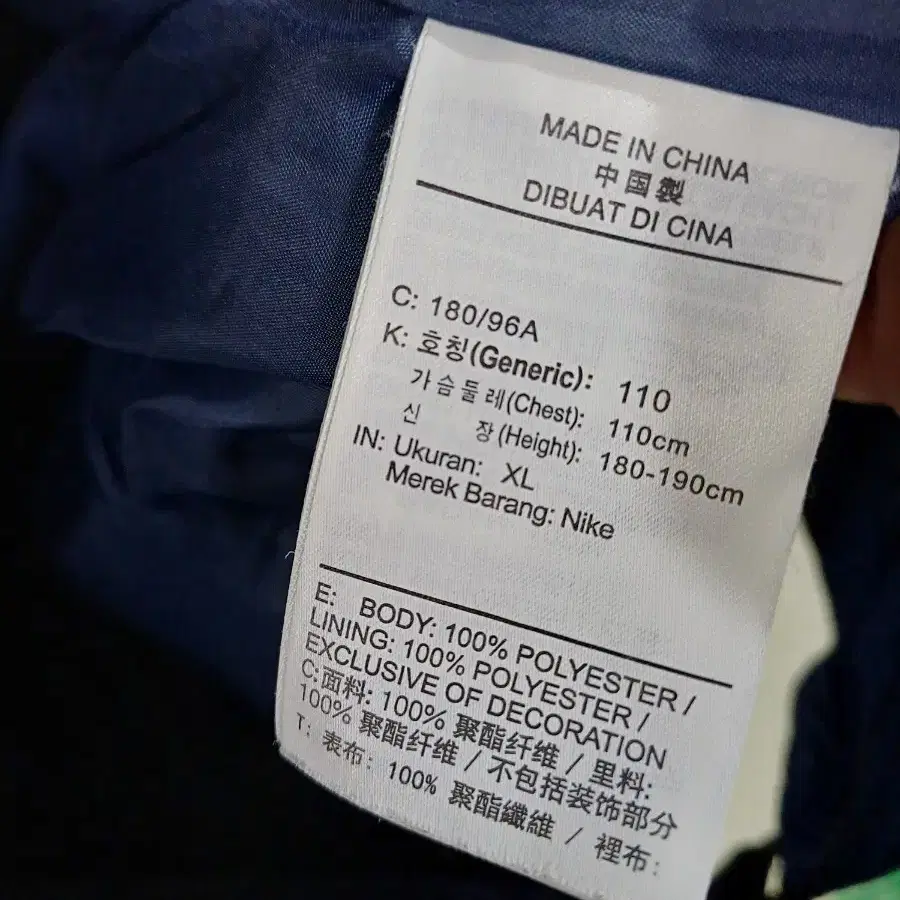 MADE IN CHINA
中国製
DIBUAT DI CINA
C: 180/96A
K: 호칭(Generic): 110
가슴둘레(Chest): 110cm
신 장(Height): 180-190cm
IN: Ukuran: XL
Merek Barang: Nike
E: BODY: 100% POLYESTER /
LINING: 100% POLYESTER /
EXCLUSIVE OF DECORATION
C:面料: 100% 聚酯纤维 / 里料:
100% 聚酯纤维 / 不包括装饰部分
T: 表布: 100% 聚酯纖維 / 裡布: